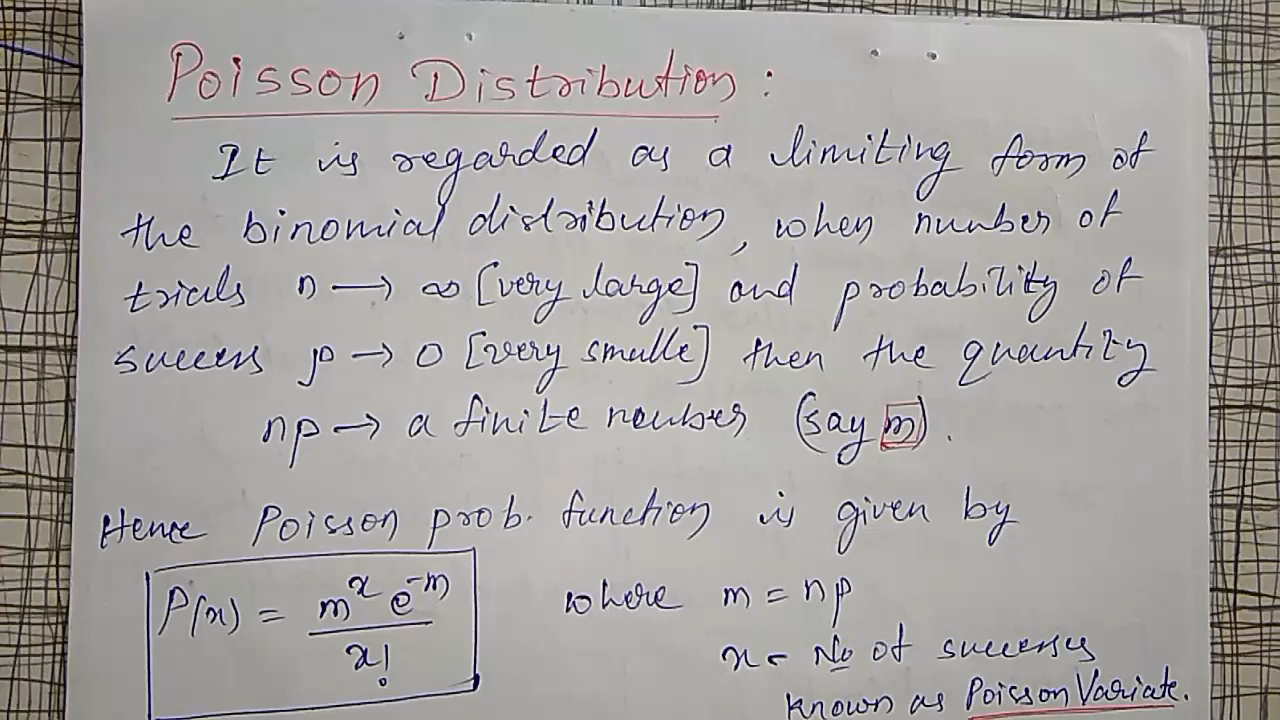 Poisson Distribution :
It is regarded as a limiting form of
the binomial distribution, when number of
trials n → ∞ [very large] and probability of
success p → 0 [very smalle] then the quantity
np → a finite number (say m).
Hence Poisson prob. function is given by
P(x) = m^x e^-m / x!
where m = np
x = No of successes
known as Poisson Variate.